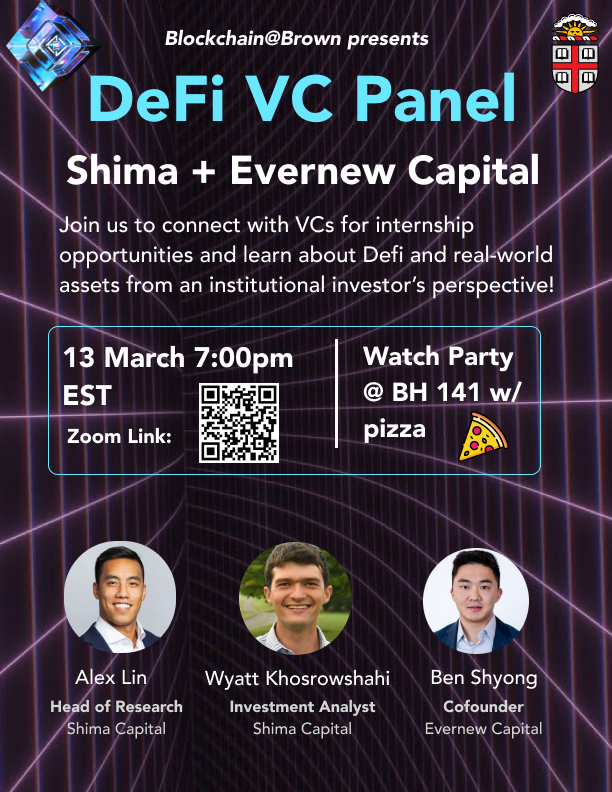 Blockchain@Brown presents
DeFi VC Panel
Shima + Evernew Capital
Join us to connect with VCs for internship
opportunities and learn about Defi and real-world
assets from an institutional investor's perspective!
13 March 7:00pm
EST
Zoom Link:
Watch Party
@ BH 141 w/
pizza
Alex Lin
Head of Research
Shima Capital
Wyatt Khosrowshahi
Investment Analyst
Shima Capital
Ben Shyong
Cofounder
Evernew Capital